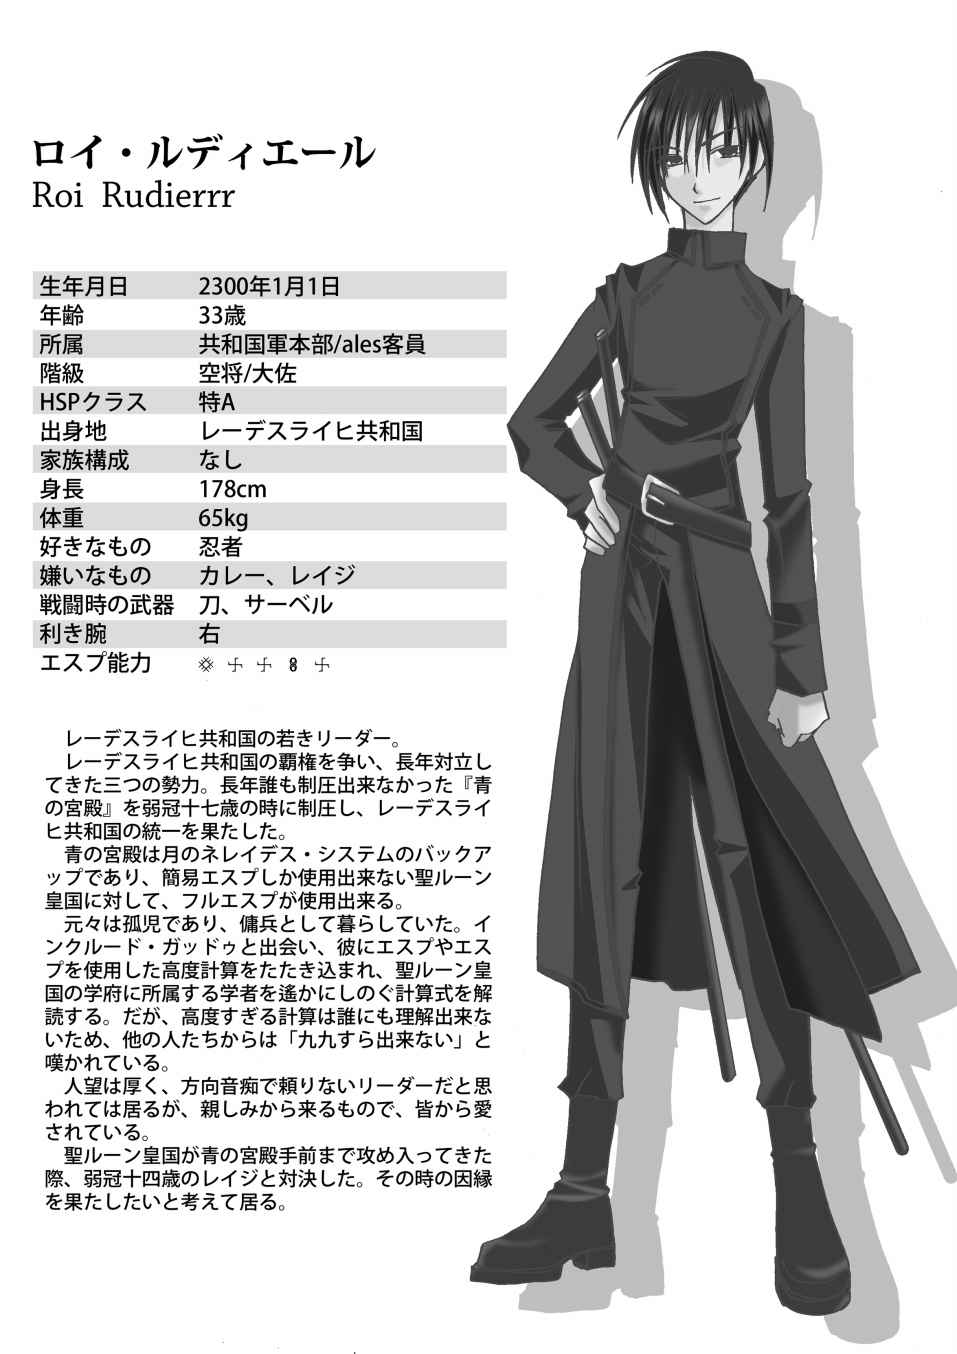 ロイ・ルディエール
Roi Rudierrr
生年月日 2300年1月1日
年齢 33歳
所属 共和国軍本部/ales客員
階級 空将/大佐
HSPクラス 特A
出身地 レーデスライヒ共和国
家族構成 なし
身長 178cm
体重 65kg
好きなもの 忍者
嫌いなもの カレー、レイジ
戦闘時の武器 刀、サーベル
利き腕 右
エスプ能力
レーデスライヒ共和国の若きリーダー。
レーデスライヒ共和国の覇権を争い、長年対立し
てきた三つの勢力。長年誰も制圧出来なかった『青
の宮殿』を弱冠十七歳の時に制圧し、レーデスライ
ヒ共和国の統一を果たした。
青の宮殿は月のネレイデス・システムのバックア
ップであり、簡易エスプしか使用出来ない聖ルーン
皇国に対して、フルエスプが使用出来る。
元々は孤児であり、傭兵として暮らしていた。イ
ンクルード・ガッドゥと出会い、彼にエスプやエス
プを使用した高度計算をたたき込まれ、聖ルーン皇
国の学府に所属する学者を遙かにしのぐ計算式を解
読する。だが、高度すぎる計算は誰にも理解出来な
いため、他の人たちからは「九九すら出来ない」と
嘆かれている。
人望は厚く、方向音痴で頼りないリーダーだと思
われては居るが、親しみから来るもので、皆から愛
されている。
聖ルーン皇国が青の宮殿手前まで攻め入ってきた
際、弱冠十四歳のレイジと対決した。その時の因縁
を果たしたいと考えて居る。